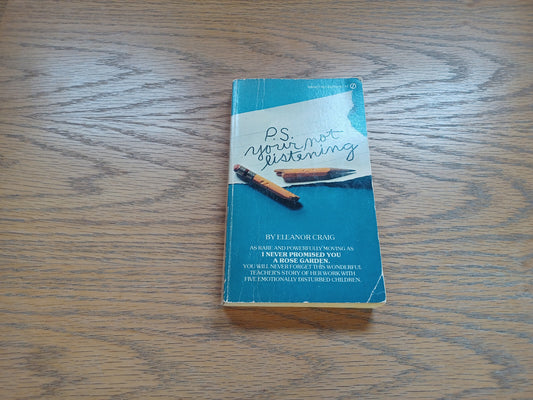 P.S.
your not
listening
BY ELEANOR CRAIG
AS RARE AND POWERFULLY MOVING AS
I NEVER PROMISED YOU
A ROSE GARDEN.
YOU WILL NEVER FORGET THIS WONDERFUL
TEACHER'S STORY OF HER WORK WITH
FIVE EMOTIONALLY DISTURBED CHILDREN.